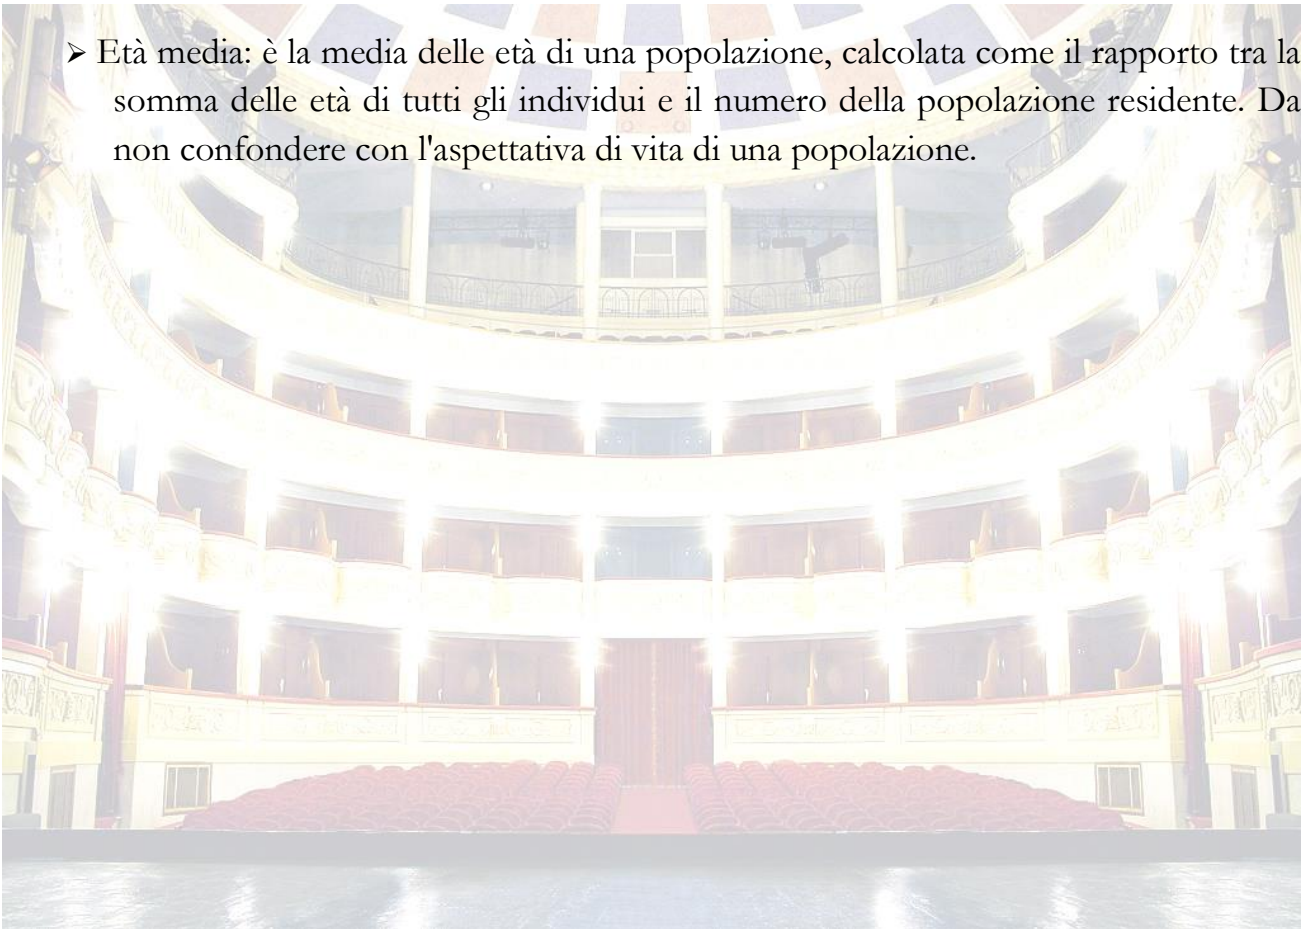 ➢ Età media: è la media delle età di una popolazione, calcolata come il rapporto tra la
somma delle età di tutti gli individui e il numero della popolazione residente. Da
non confondere con l'aspettativa di vita di una popolazione.